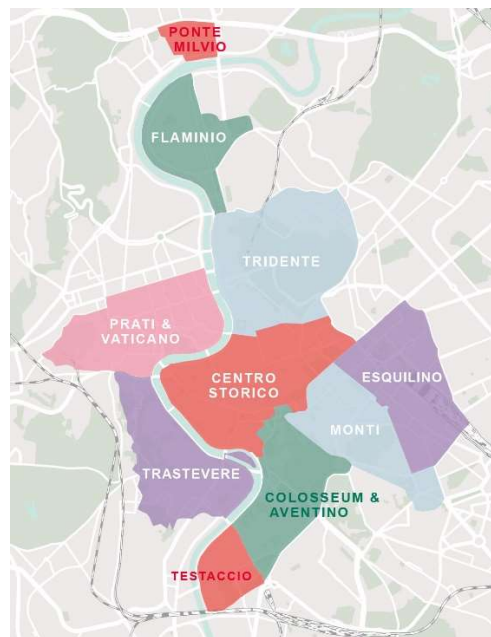 PONTE
MILVIO
FLAMINIO
TRIDENTE
PRATI &
VATICANO
CENTRO
STORICO
ESQUILINO
MONTI
TRASTEVERE
COLOSSEUM &
AVENTINO
TESTACCIO